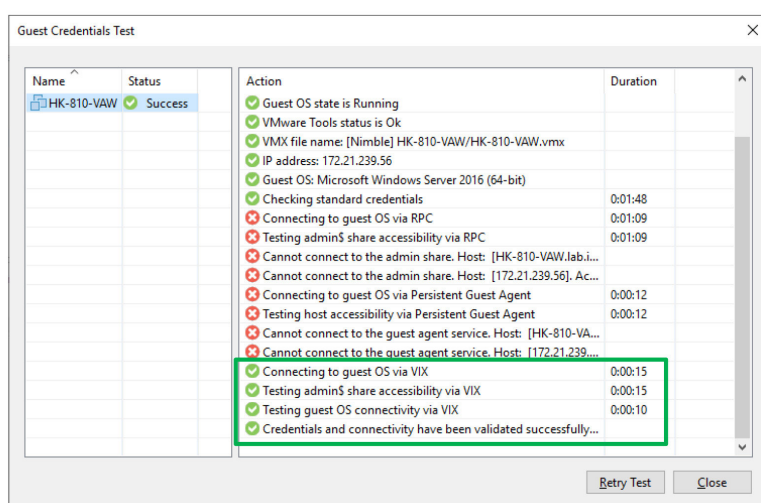 Guest Credentials Test
Name Status
HK-810-VAW Success
Action Duration
Guest OS state is Running
VMware Tools status is Ok
VMX file name: [Nimble] HK-810-VAW/HK-810-VAW.vmx
IP address: 172.21.239.56
Guest OS: Microsoft Windows Server 2016 (64-bit)
Checking standard credentials 0:01:48
Connecting to guest OS via RPC 0:01:09
Testing admin$ share accessibility via RPC 0:01:09
Cannot connect to the admin share. Host: [HK-810-VAW.lab.i...
Cannot connect to the admin share. Host: [172.21.239.56]. Ac...
Connecting to guest OS via Persistent Guest Agent 0:00:12
Testing host accessibility via Persistent Guest Agent 0:00:12
Cannot connect to the guest agent service. Host: [HK-810-VA...
Cannot connect to the guest agent service. Host: [172.21.239....
Connecting to guest OS via VIX 0:00:15
Testing admin$ share accessibility via VIX 0:00:15
Testing guest OS connectivity via VIX 0:00:10
Credentials and connectivity have been validated successfully...
Retry Test Close